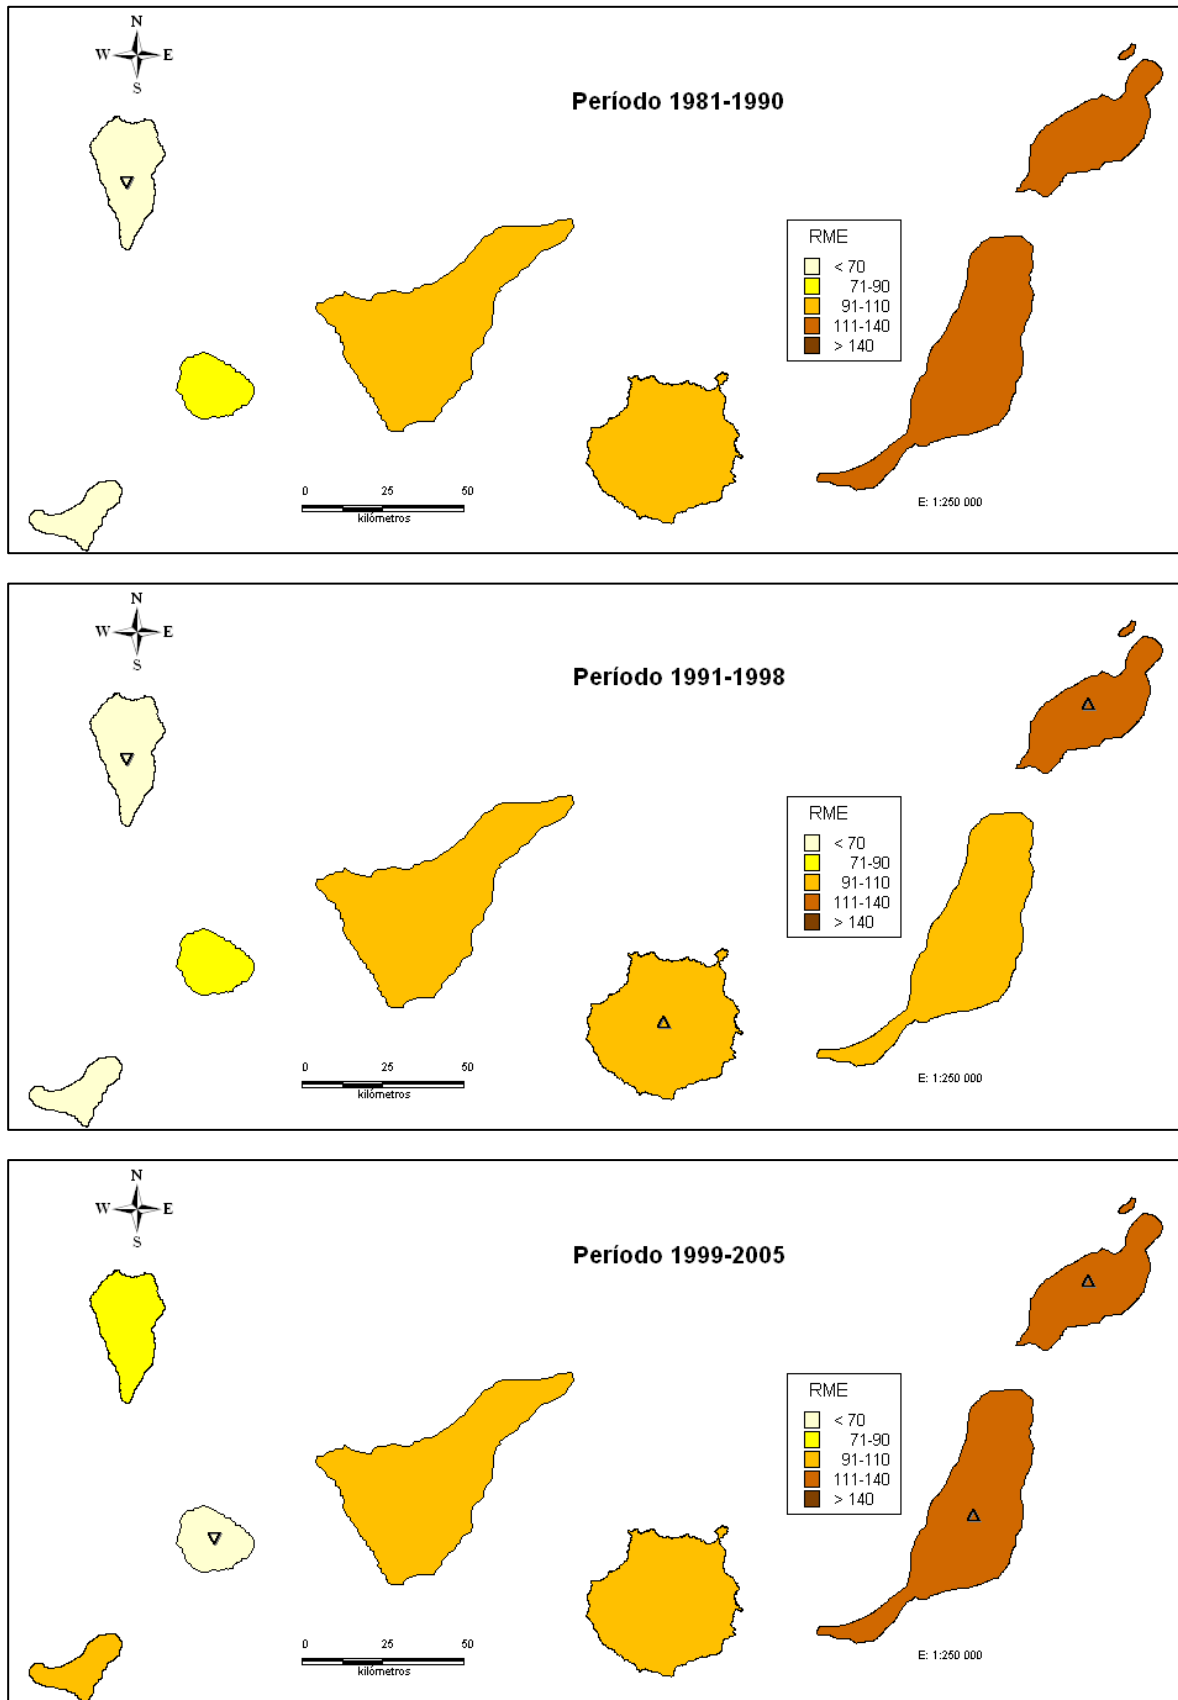 N
W E
S
Período 1981-1990
RME
< 70
71-90
91-110
111-140
> 140
0 25 50
kilómetros
E: 1:250 000
N
W E
S
Período 1991-1998
RME
< 70
71-90
91-110
111-140
> 140
0 25 50
kilómetros
E: 1:250 000
N
W E
S
Período 1999-2005
RME
< 70
71-90
91-110
111-140
> 140
0 25 50
kilómetros
E: 1:250 000